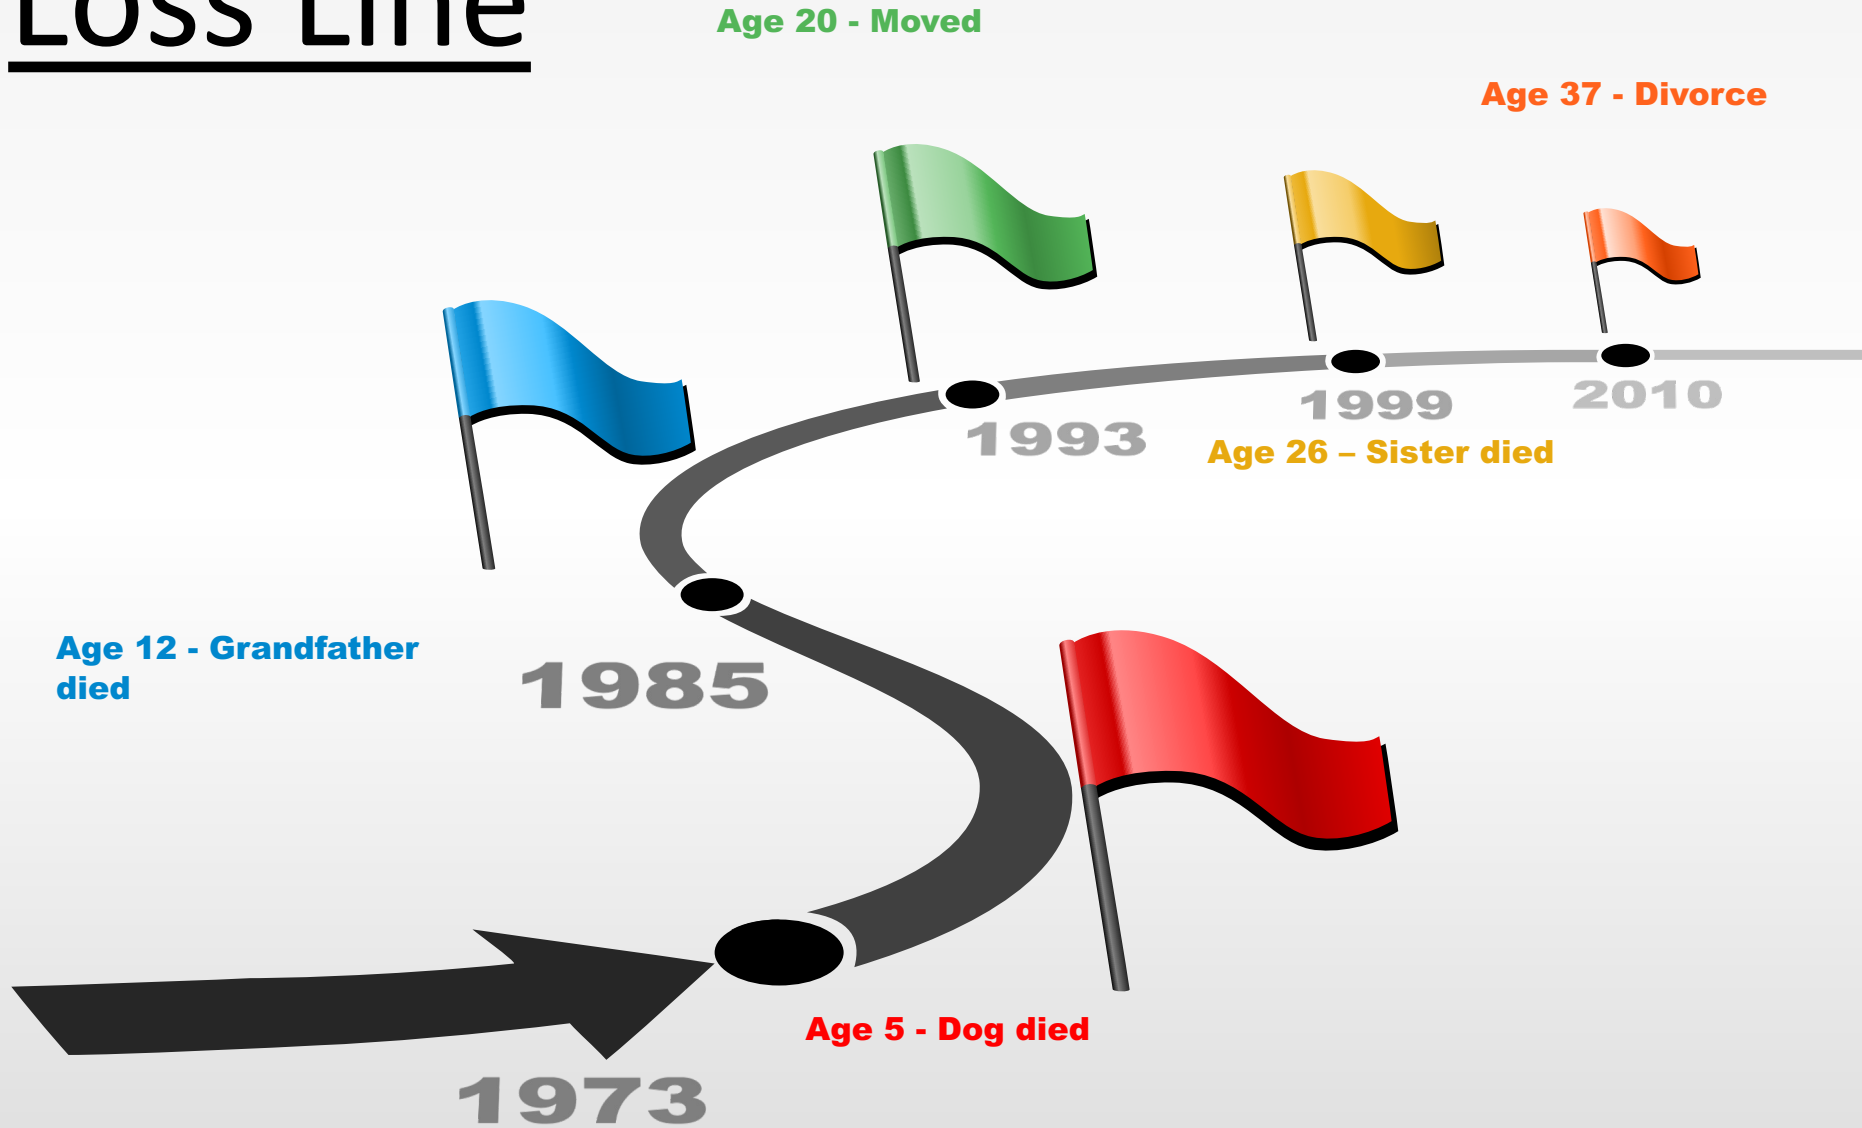 Loss Line
Age 20 - Moved
Age 37 - Divorce
2010
1999
1993
Age 26 – Sister died
Age 12 - Grandfather
died
1985
Age 5 - Dog died
1973